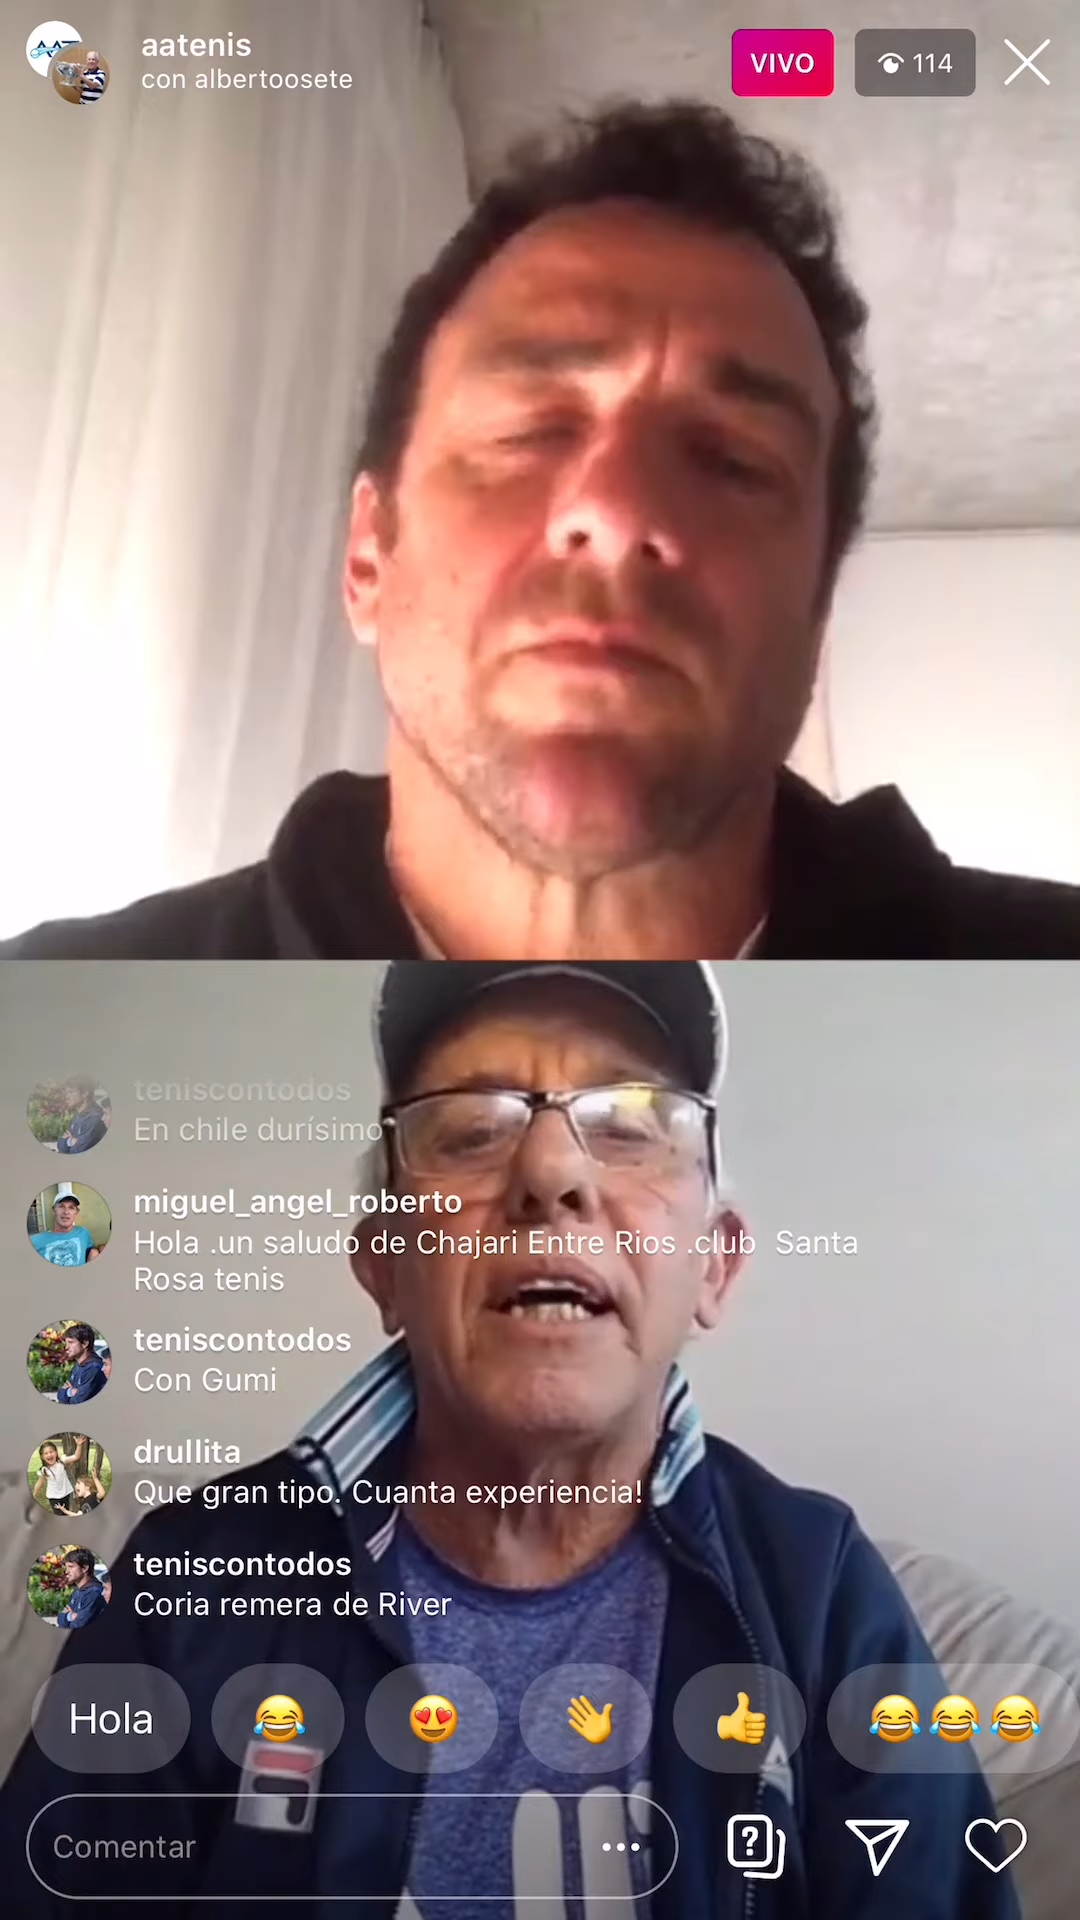 aatenis
con albertoosete
VIVO
114
teniscontodos
En chile durísimo
miguel_angel_roberto
Hola .un saludo de Chajari Entre Rios .club Santa
Rosa tenis
teniscontodos
Con Gumi
drullita
Que gran tipo. Cuanta experiencia!
teniscontodos
Coria remera de River
Hola
Comentar